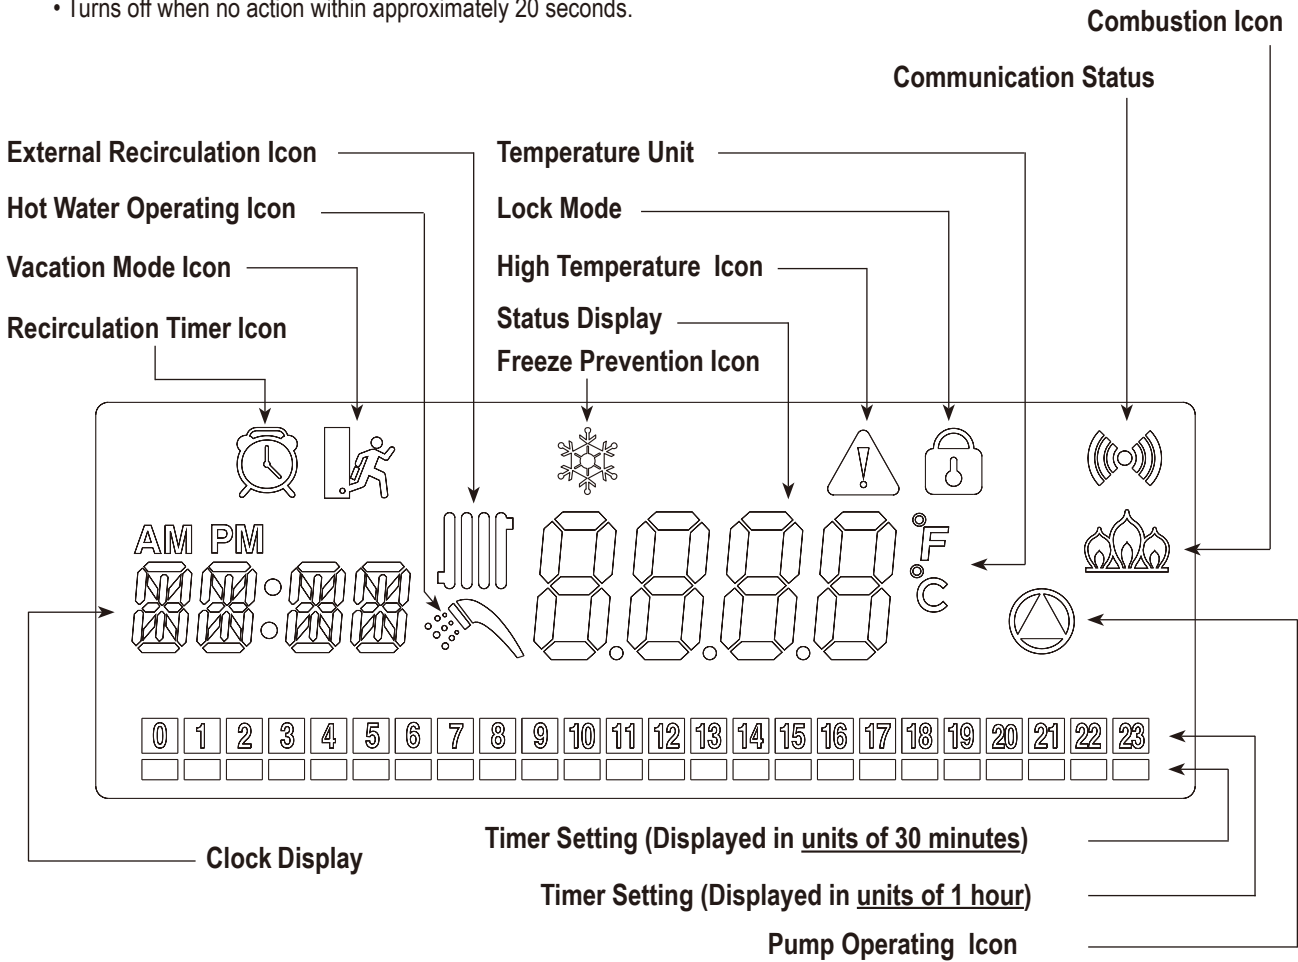 • Turns off when no action within approximately 20 seconds.
Combustion Icon
Communication Status
External Recirculation Icon
Temperature Unit
Hot Water Operating Icon
Lock Mode
Vacation Mode Icon
High Temperature Icon
Status Display
Recirculation Timer Icon
Freeze Prevention Icon
AM PM
°F
°C
0 1 2 3 4 5 6 7 8 9 10 11 12 13 14 15 16 17 18 19 20 21 22 23
Timer Setting (Displayed in units of 30 minutes)
Clock Display
Timer Setting (Displayed in units of 1 hour)
Pump Operating Icon